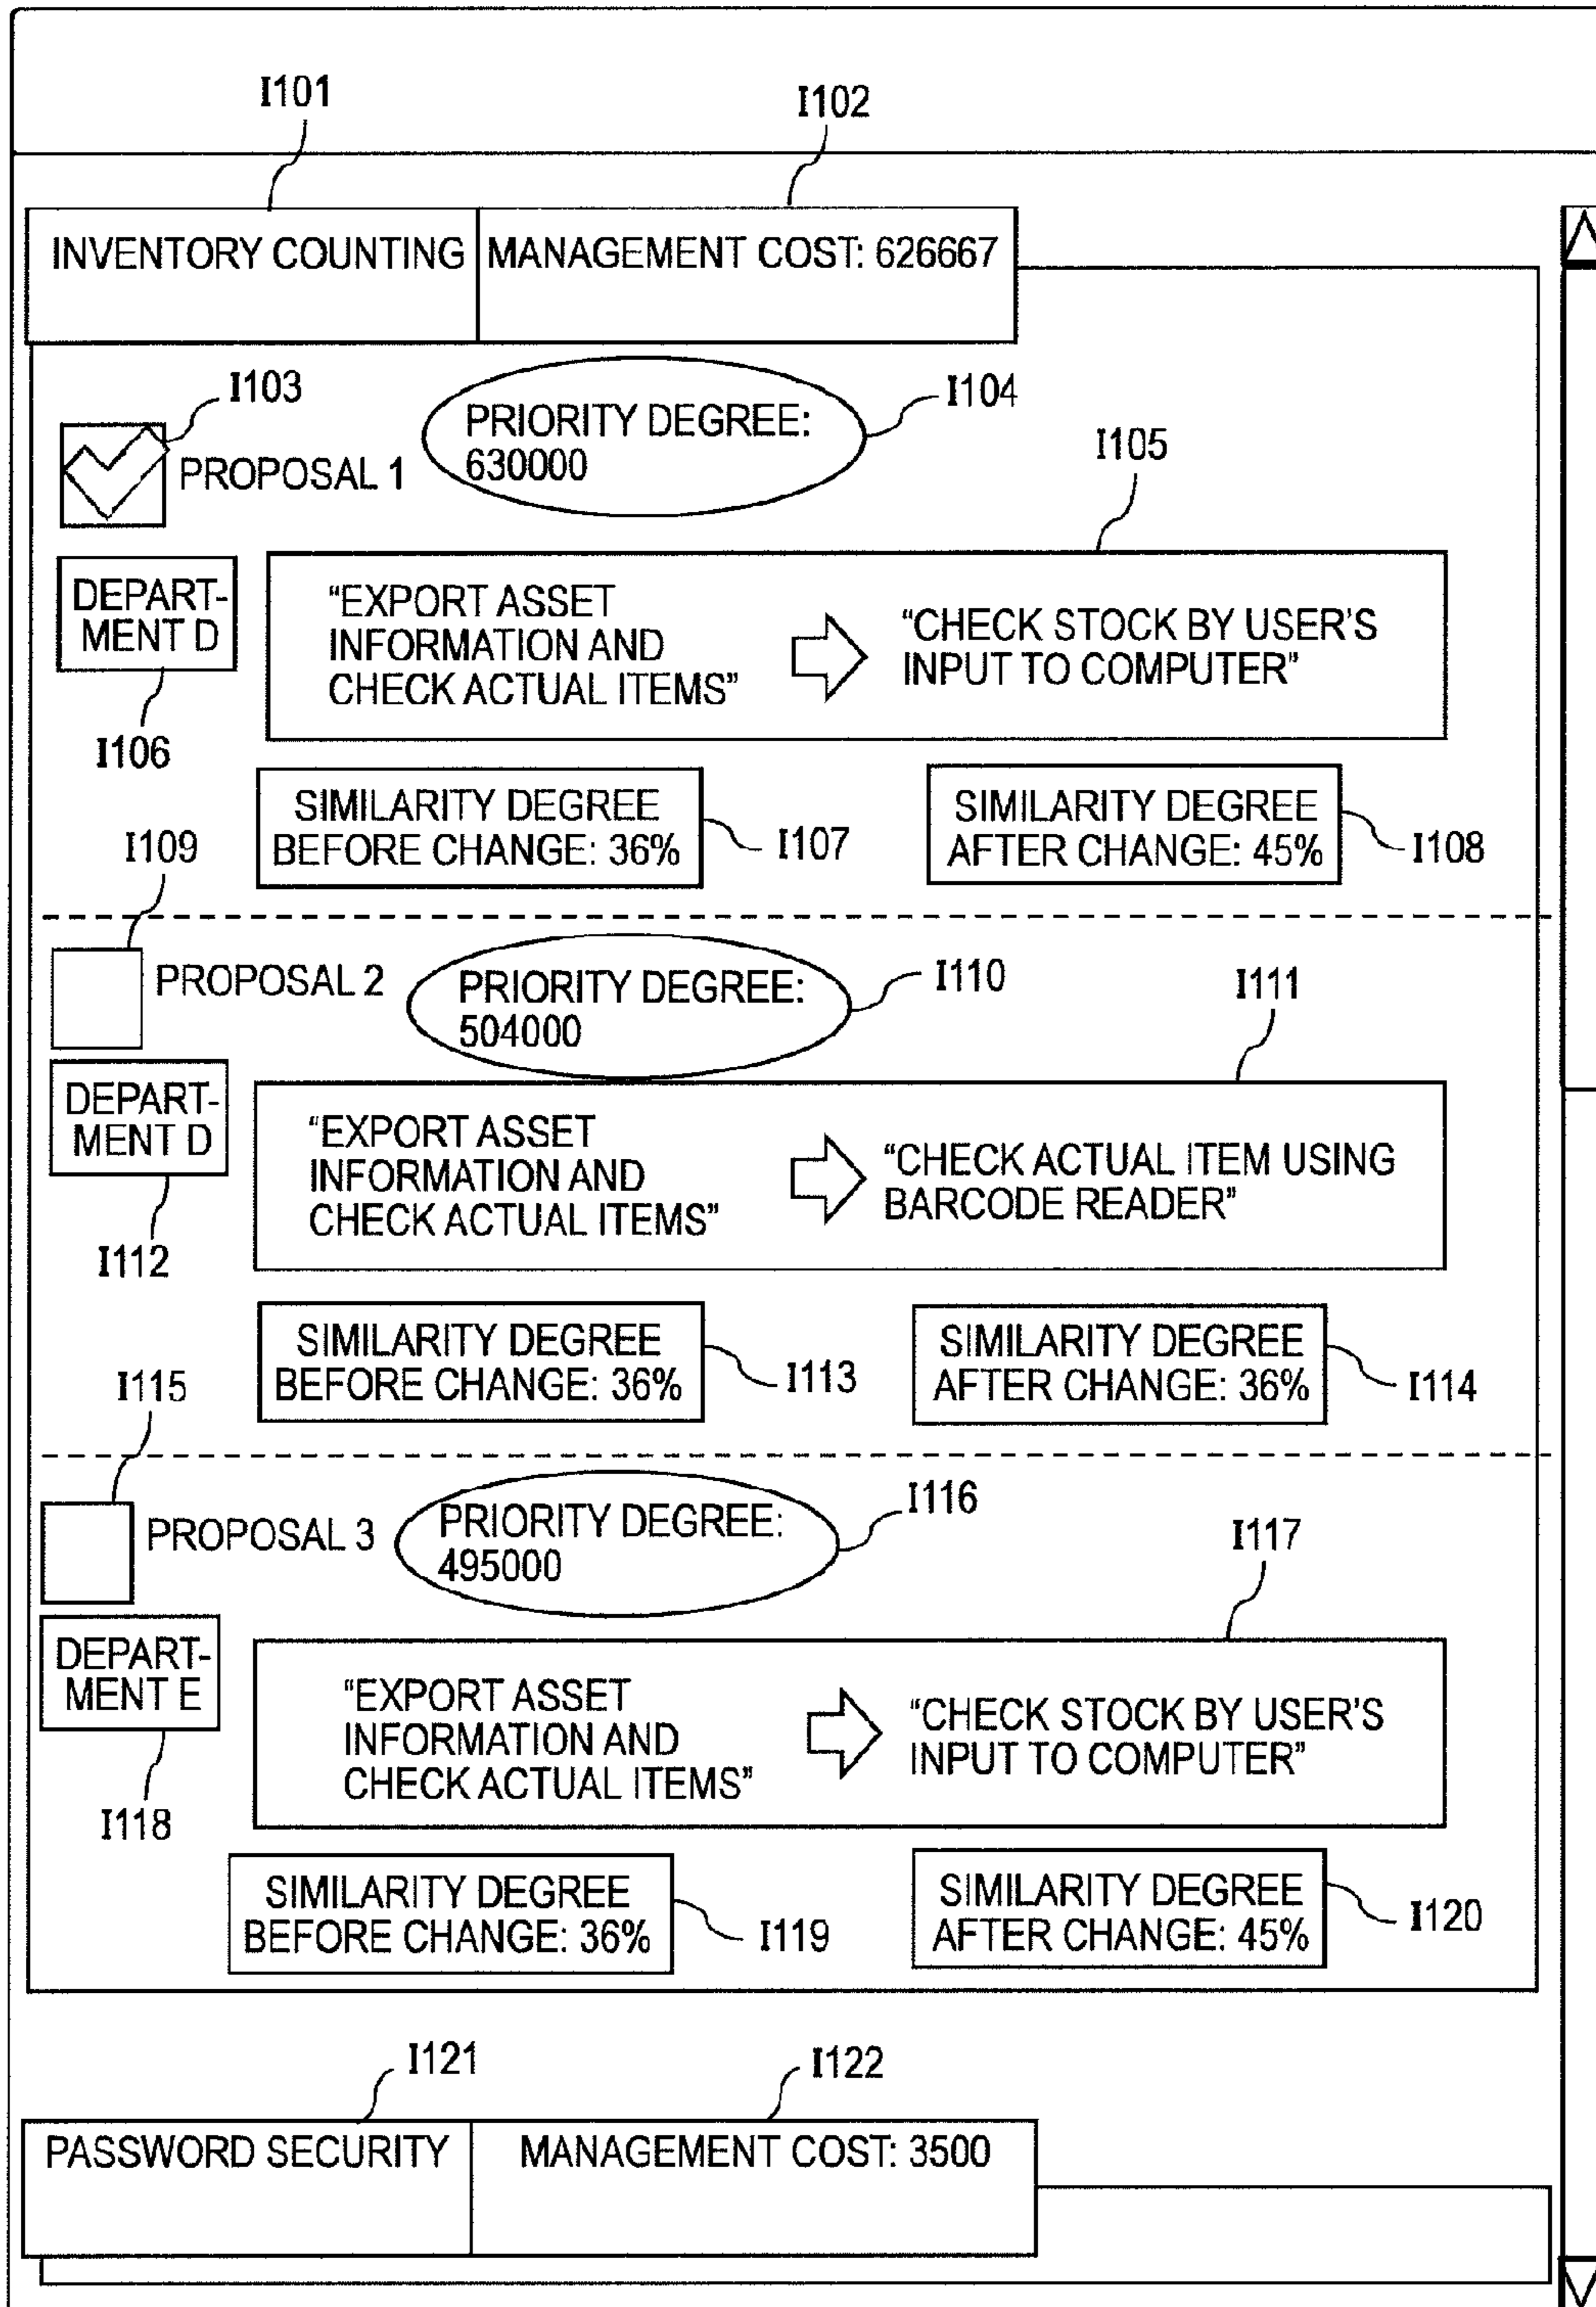 I101
I102
INVENTORY COUNTING
MANAGEMENT COST: 626667
I103
PROPOSAL 1
PRIORITY DEGREE:
630000
I104
I105
DEPART-
MENT D
I106
"EXPORT ASSET
INFORMATION AND
CHECK ACTUAL ITEMS"
"CHECK STOCK BY USER'S
INPUT TO COMPUTER"
SIMILARITY DEGREE
BEFORE CHANGE: 36%
I107
SIMILARITY DEGREE
AFTER CHANGE: 45%
I108
I109
PROPOSAL 2
PRIORITY DEGREE:
504000
I110
I111
DEPART-
MENT D
I112
"EXPORT ASSET
INFORMATION AND
CHECK ACTUAL ITEMS"
"CHECK ACTUAL ITEM USING
BARCODE READER"
SIMILARITY DEGREE
BEFORE CHANGE: 36%
I113
SIMILARITY DEGREE
AFTER CHANGE: 36%
I114
I115
PROPOSAL 3
PRIORITY DEGREE:
495000
I116
I117
DEPART-
MENT E
I118
"EXPORT ASSET
INFORMATION AND
CHECK ACTUAL ITEMS"
"CHECK STOCK BY USER'S
INPUT TO COMPUTER"
SIMILARITY DEGREE
BEFORE CHANGE: 36%
I119
SIMILARITY DEGREE
AFTER CHANGE: 45%
I120
I121
I122
PASSWORD SECURITY
MANAGEMENT COST: 3500